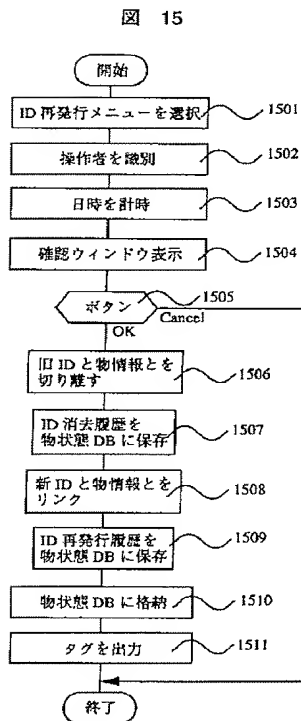 図 15
開始
ID 再発行メニューを選択
1501
操作者を識別
1502
日時を計時
1503
確認ウィンドウ表示
1504
ボタン
1505
Cancel
OK
旧 ID と物情報とを
切り離す
1506
ID 消去履歴を
物状態 DB に保存
1507
新 ID と物情報とを
リンク
1508
ID 再発行履歴を
物状態 DB に保存
1509
物状態 DB に格納
1510
タグを出力
1511
終了